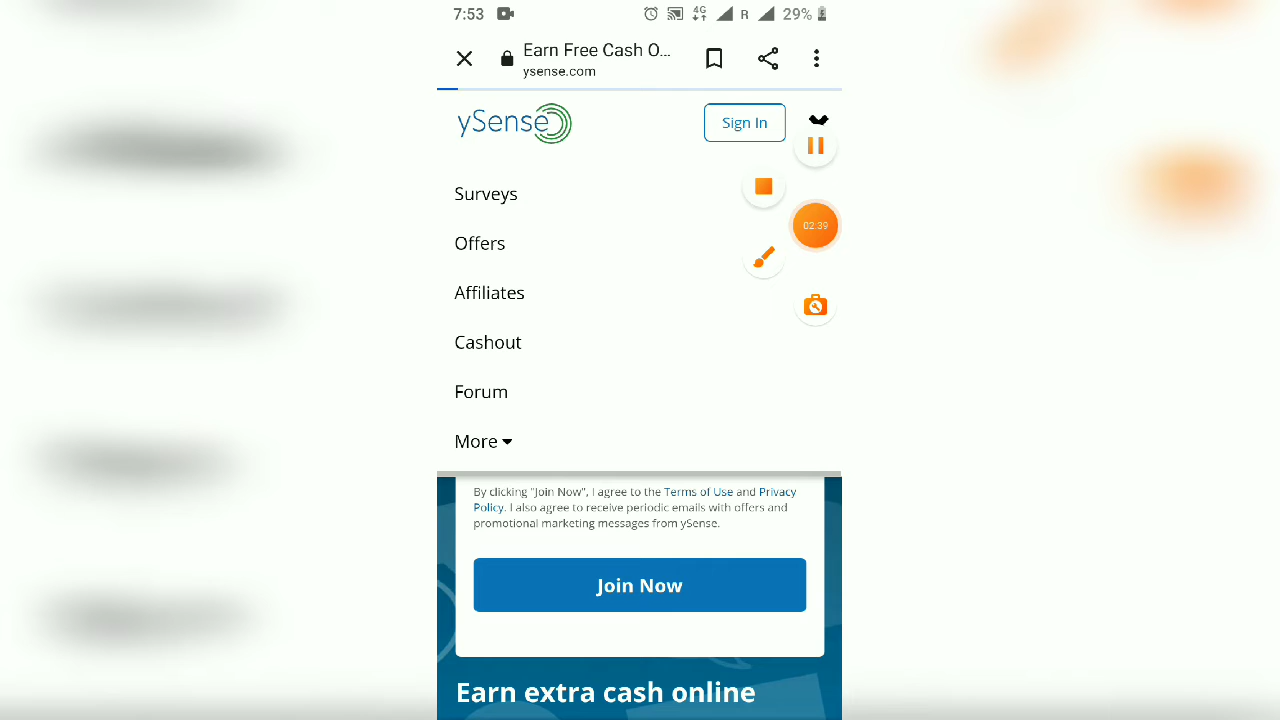 7:53
4G R 29%
Earn Free Cash O...
ysense.com
ySense
Sign In
Surveys
02:39
Offers
Affiliates
Cashout
Forum
More
By clicking "Join Now", I agree to the Terms of Use and Privacy
Policy. I also agree to receive periodic emails with offers and
promotional marketing messages from ySense.
Join Now
Earn extra cash online